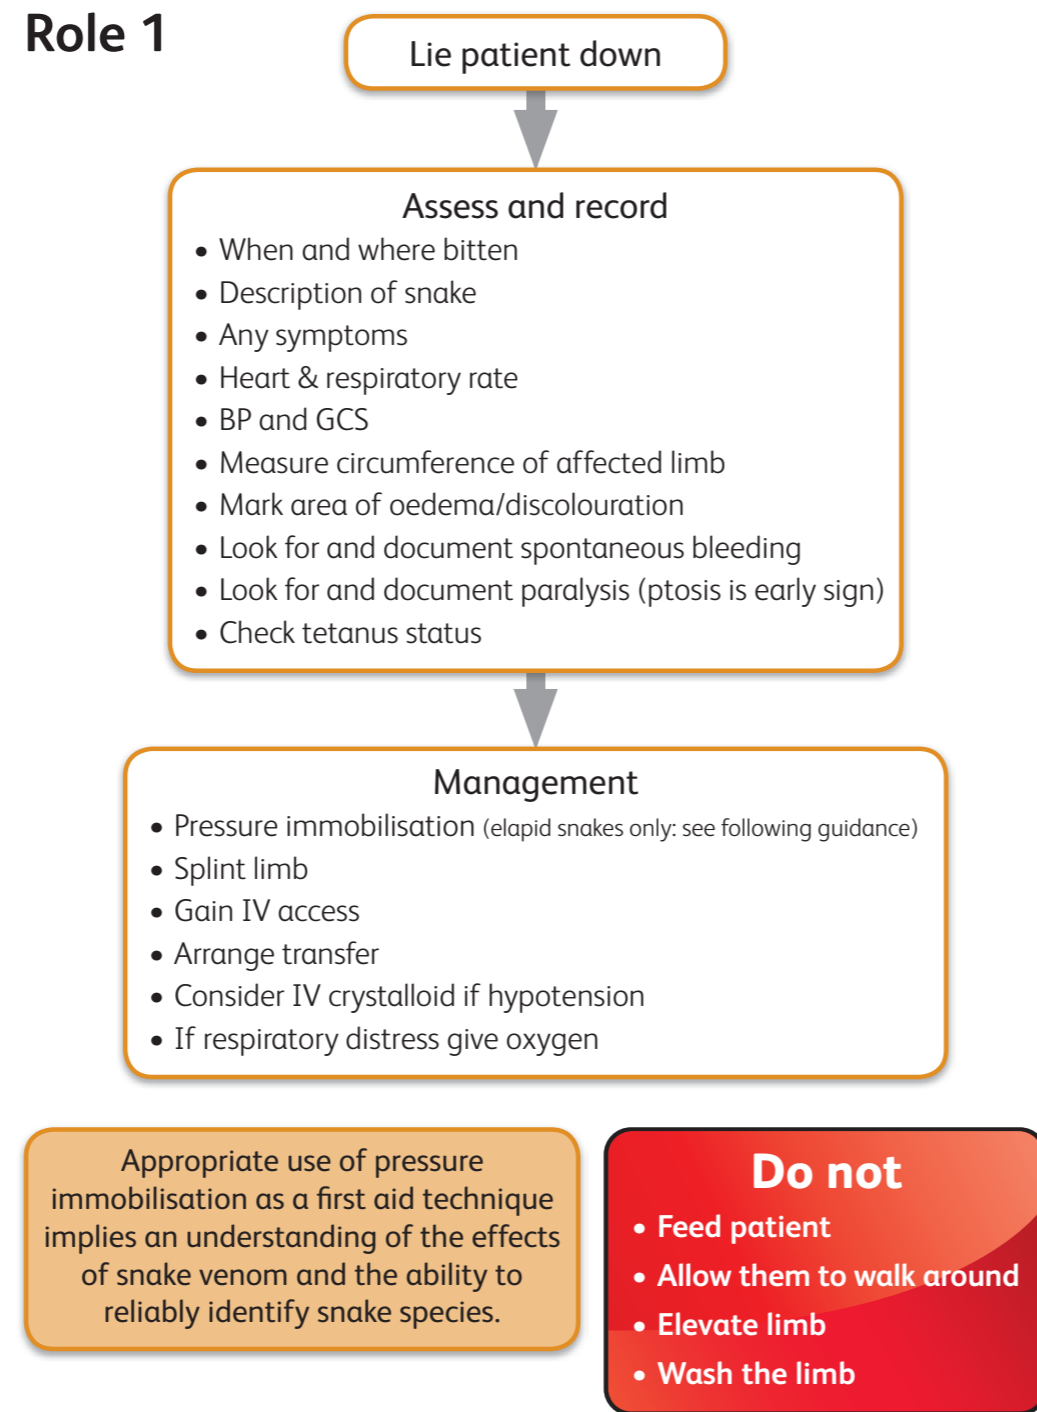 Role 1
Lie patient down
Assess and record
• When and where bitten
• Description of snake
• Any symptoms
• Heart & respiratory rate
• BP and GCS
• Measure circumference of affected limb
• Mark area of oedema/discolouration
• Look for and document spontaneous bleeding
• Look for and document paralysis (ptosis is early sign)
• Check tetanus status
Management
• Pressure immobilisation (elapid snakes only: see following guidance)
• Splint limb
• Gain IV access
• Arrange transfer
• Consider IV crystalloid if hypotension
• If respiratory distress give oxygen
Appropriate use of pressure
immobilisation as a first aid technique
implies an understanding of the effects
of snake venom and the ability to
reliably identify snake species.
Do not
• Feed patient
• Allow them to walk around
• Elevate limb
• Wash the limb